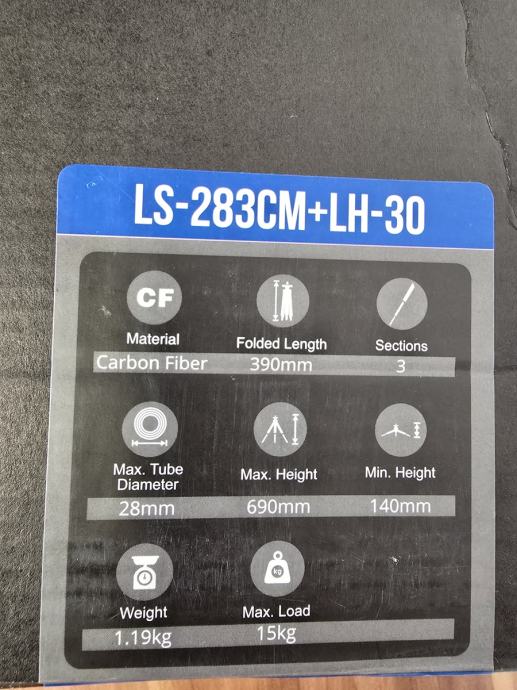 LS-283CM+LH-30
CF
Material
Folded Length
Sections
Carbon Fiber
390mm
3
Max. Tube
Diameter
Max. Height
Min. Height
28mm
690mm
140mm
kg
Weight
Max. Load
1.19kg
15kg